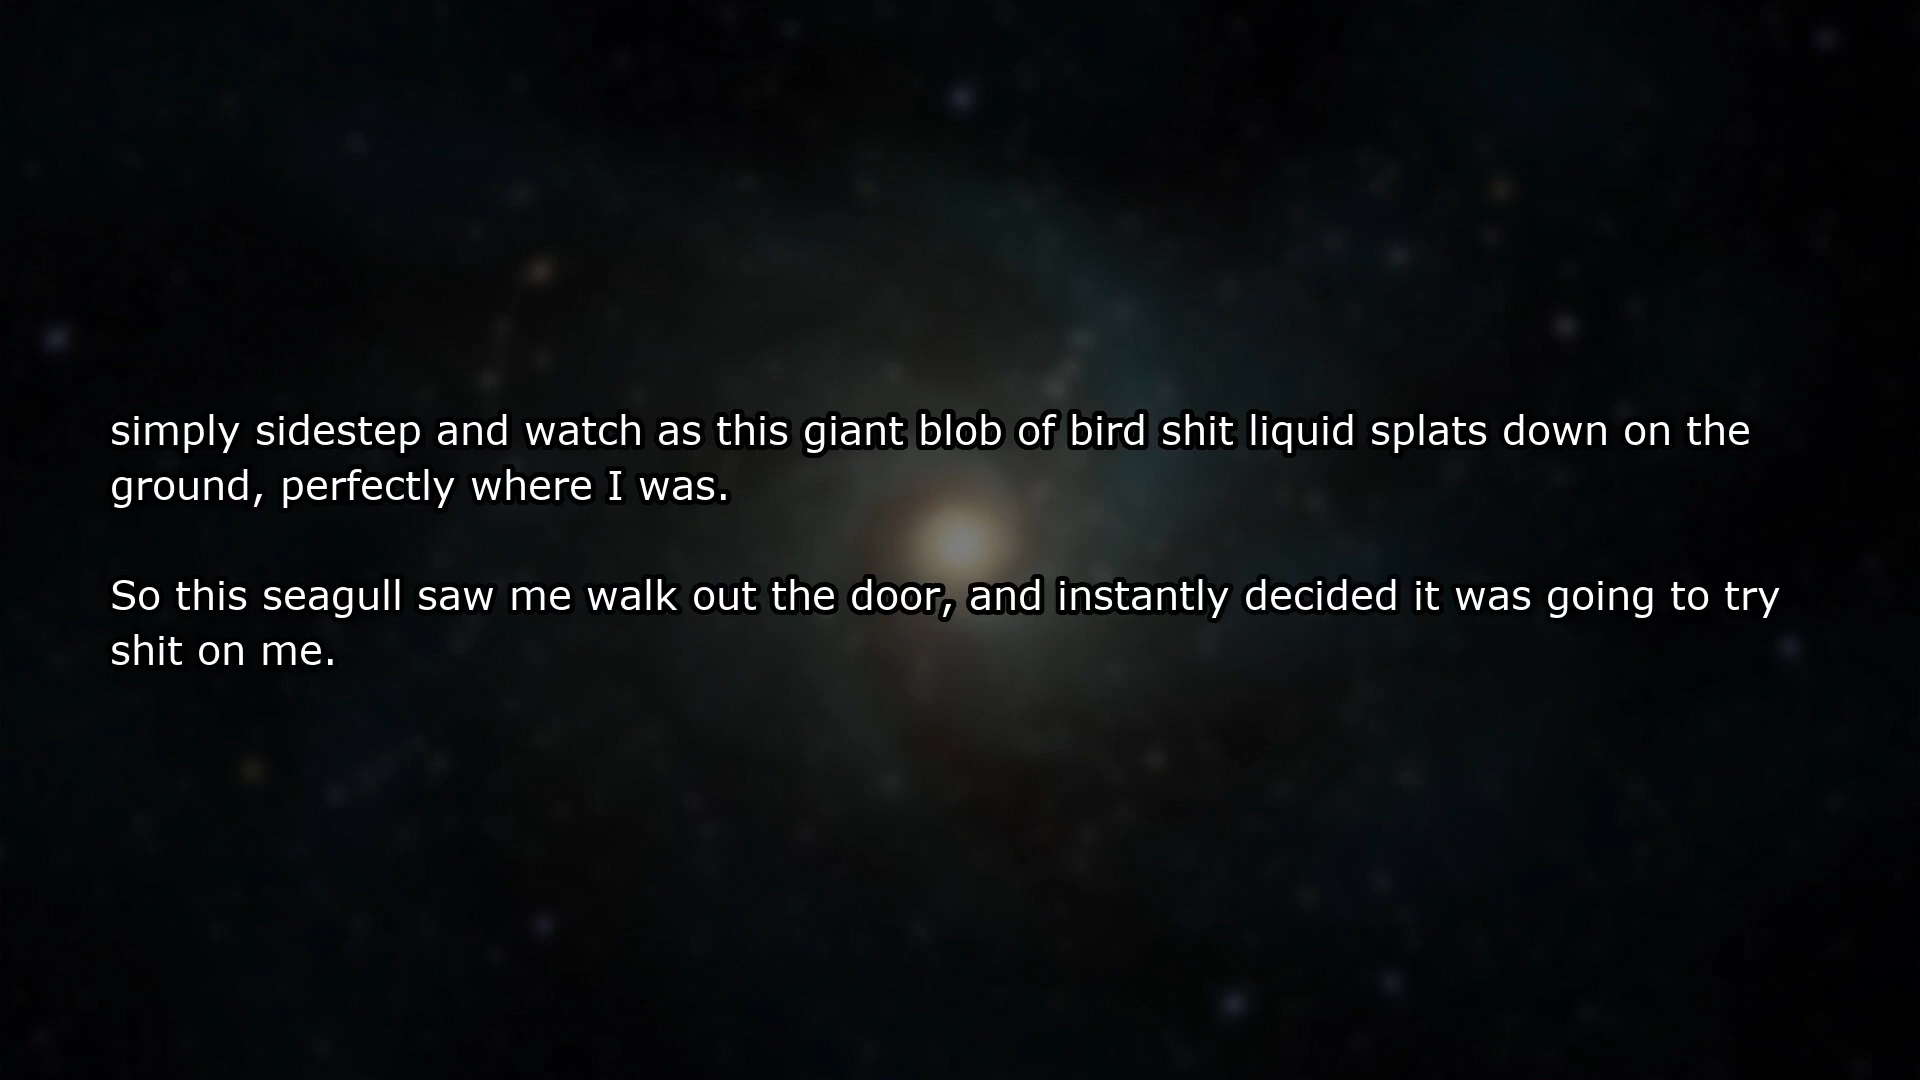 simply sidestep and watch as this giant blob of bird shit liquid splats down on the
ground, perfectly where I was.
So this seagull saw me walk out the door, and instantly decided it was going to try
shit on me.